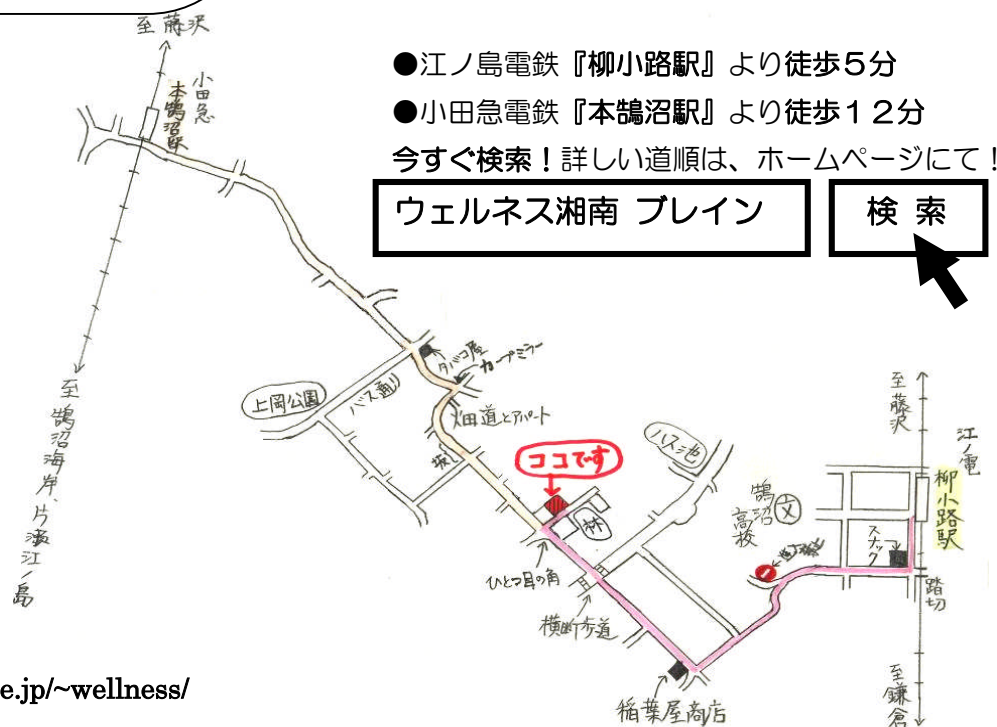 ●江ノ島電鉄『柳小路駅』より徒歩５分
●小田急電鉄『本鵠沼駅』より徒歩１２分
今すぐ検索！詳しい道順は、ホームページにて！
ウェルネス湘南 ブレイン
検 索
至 藤沢
小田急
本鵠沼駅
至 鵠沼海岸、片瀬江ノ島
タバコ屋
カーブミラー
バス通り
上岡公園
畑道とアパート
坂
ココです
ハス池
林
ひとつ目の角
横断歩道
稲葉屋商店
鵠沼高校
文
スナック
至 藤沢
江ノ電
柳小路駅
踏切
至 鎌倉
e.jp/~wellness/